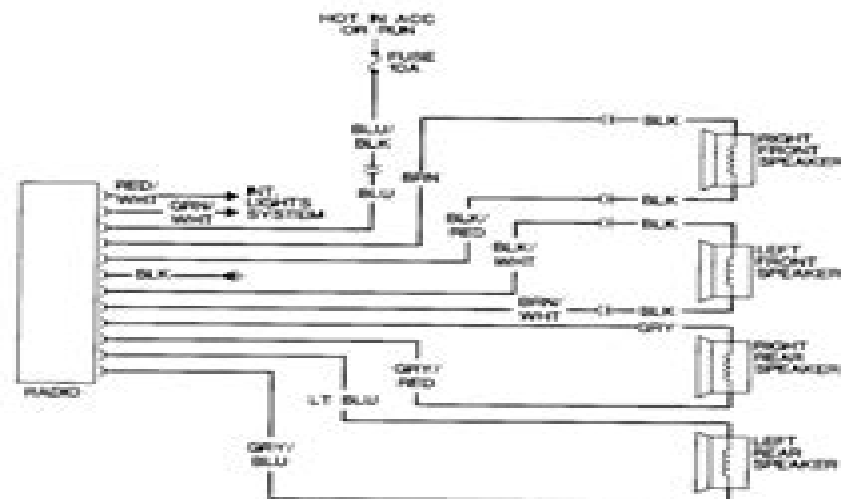 HOT IN ACC
OR RUN
FUSE
10A
BLU/
BLK
BLU
BRN
BLK
RIGHT
FRONT
SPEAKER
RED/
WHT
INT
LIGHTS
SYSTEM
GRN/
WHT
BLK/
RED
BLK
BLK/
WHT
BLK
LEFT
FRONT
SPEAKER
BLK
BRN/
WHT
BLK
GRY
RIGHT
REAR
SPEAKER
GRY/
RED
RADIO
LT BLU
GRY/
BLU
LEFT
REAR
SPEAKER